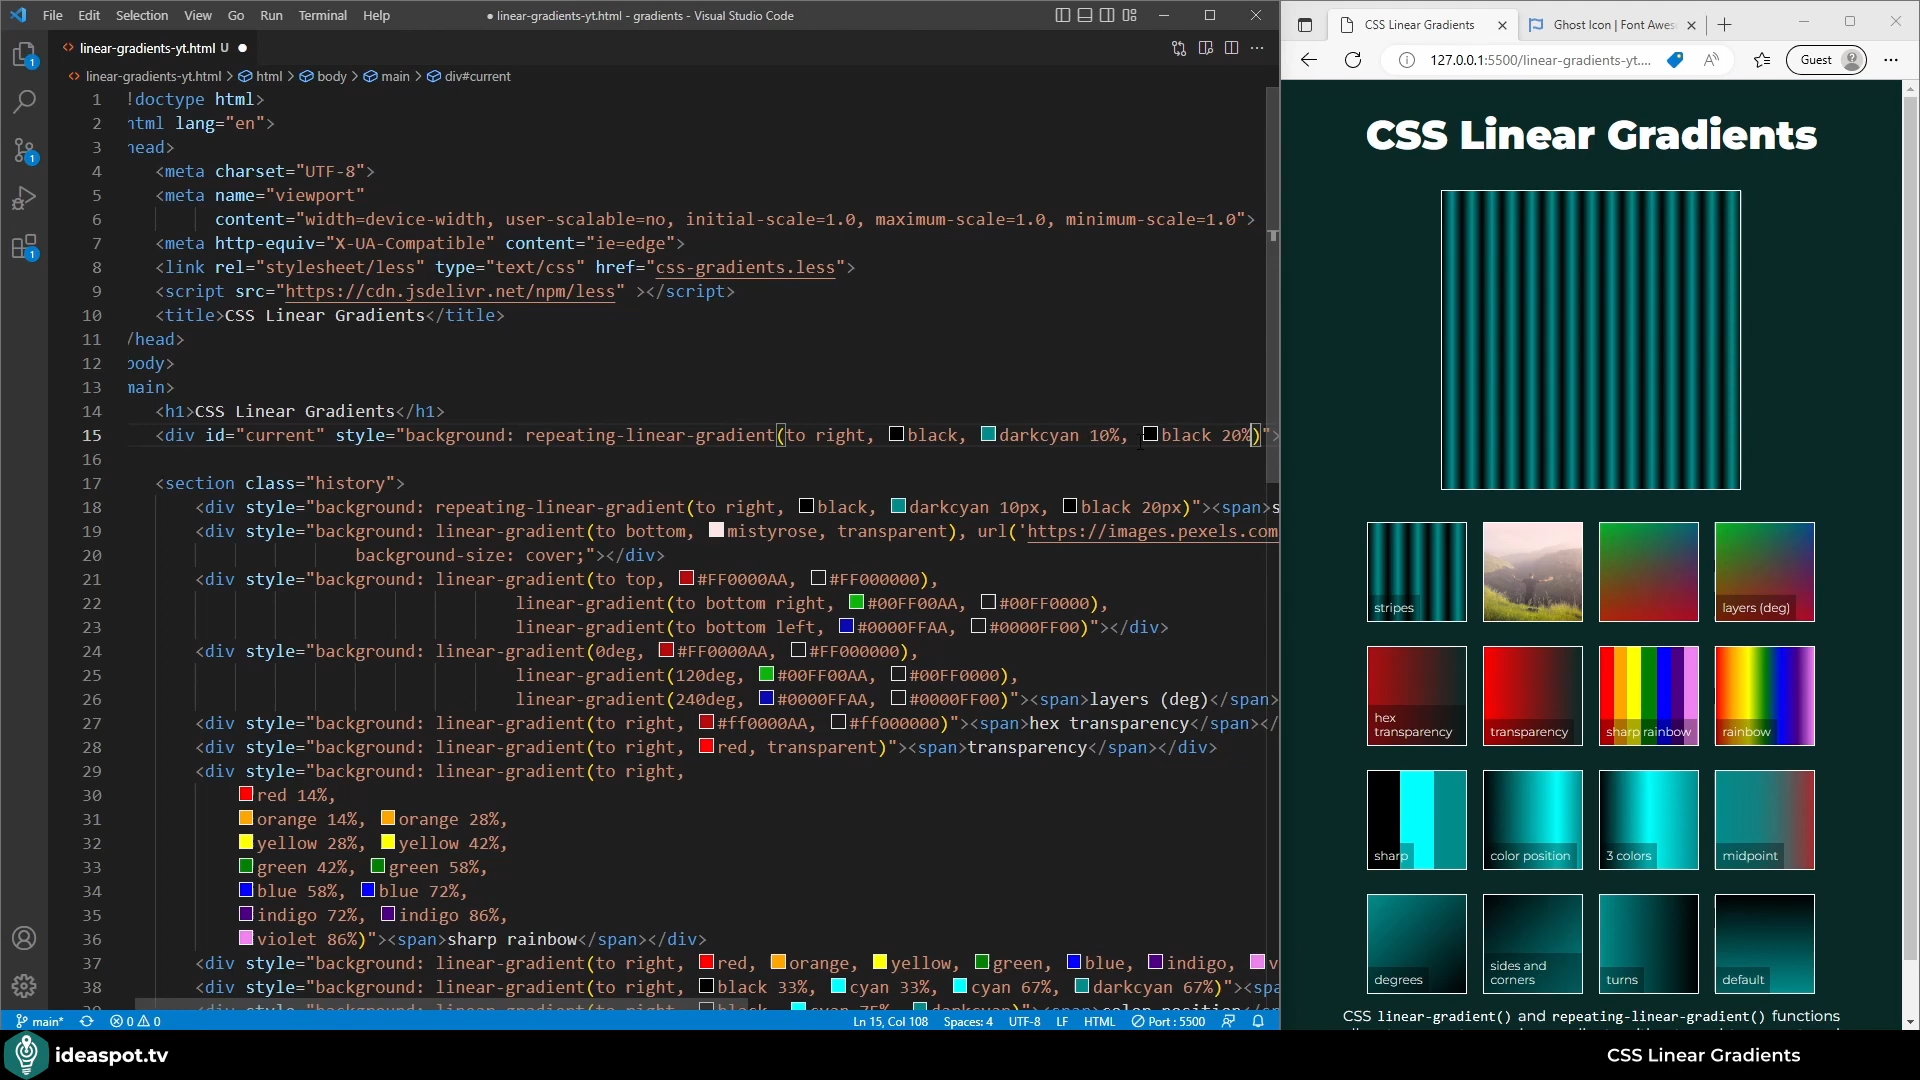 File Edit Selection View Go Run Terminal Help
● linear-gradients-yt.html - gradients - Visual Studio Code
<> linear-gradients-yt.html U ●
<> linear-gradients-yt.html > html > body > main > div#current
1 !doctype html>
2 html lang="en">
3 head>
4 <meta charset="UTF-8">
5 <meta name="viewport"
6 content="width=device-width, user-scalable=no, initial-scale=1.0, maximum-scale=1.0, minimum-scale=1.0">
7 <meta http-equiv="X-UA-Compatible" content="ie=edge">
8 <link rel="stylesheet/less" type="text/css" href="css-gradients.less">
9 <script src="https://cdn.jsdelivr.net/npm/less" ></script>
10 <title>CSS Linear Gradients</title>
11 /head>
12 body>
13 main>
14 <h1>CSS Linear Gradients</h1>
15 <div id="current" style="background: repeating-linear-gradient(to right, black, darkcyan 10%, black 20%)">
16
17 <section class="history">
18 <div style="background: repeating-linear-gradient(to right, black, darkcyan 10px, black 20px)"><span>s
19 <div style="background: linear-gradient(to bottom, mistyrose, transparent), url('https://images.pexels.com
20 background-size: cover;"></div>
21 <div style="background: linear-gradient(to top, #FF0000AA, #FF000000),
22 linear-gradient(to bottom right, #00FF00AA, #00FF0000),
23 linear-gradient(to bottom left, #0000FFAA, #0000FF00)"></div>
24 <div style="background: linear-gradient(0deg, #FF0000AA, #FF000000),
25 linear-gradient(120deg, #00FF00AA, #00FF0000),
26 linear-gradient(240deg, #0000FFAA, #0000FF00)"><span>layers (deg)</span>
27 <div style="background: linear-gradient(to right, #ff0000AA, #ff000000)"><span>hex transparency</span></
28 <div style="background: linear-gradient(to right, red, transparent)"><span>transparency</span></div>
29 <div style="background: linear-gradient(to right,
30 red 14%,
31 orange 14%, orange 28%,
32 yellow 28%, yellow 42%,
33 green 42%, green 58%,
34 blue 58%, blue 72%,
35 indigo 72%, indigo 86%,
36 violet 86%)"><span>sharp rainbow</span></div>
37 <div style="background: linear-gradient(to right, red, orange, yellow, green, blue, indigo, v
38 <div style="background: linear-gradient(to right, black 33%, cyan 33%, cyan 67%, darkcyan 67%)"><spa
main* 0 0 Ln 15, Col 108 Spaces: 4 UTF-8 LF HTML Port : 5500
CSS Linear Gradients
Ghost Icon | Font Awes
127.0.0.1:5500/linear-gradients-yt....
Guest
CSS Linear Gradients
stripes
layers (deg)
hex
transparency
transparency
sharp rainbow
rainbow
sharp
color position
3 colors
midpoint
degrees
sides and
corners
turns
default
CSS linear-gradient() and repeating-linear-gradient() functions
ideaspot.tv
CSS Linear Gradients